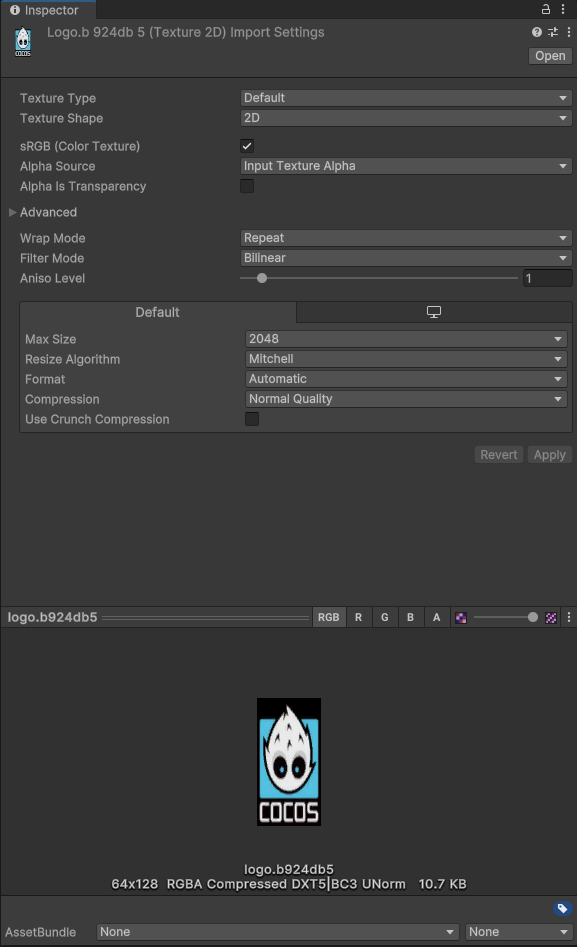 Inspector
Logo.b 924db 5 (Texture 2D) Import Settings
COCOS
Open
Texture Type Default
Texture Shape 2D
sRGB (Color Texture)
Alpha Source Input Texture Alpha
Alpha Is Transparency
Advanced
Wrap Mode Repeat
Filter Mode Bilinear
Aniso Level 1
Default
Max Size 2048
Resize Algorithm Mitchell
Format Automatic
Compression Normal Quality
Use Crunch Compression
Revert Apply
logo.b924db5 RGB R G B A
COCOS
logo.b924db5
64x128 RGBA Compressed DXT5|BC3 UNorm 10.7 KB
AssetBundle None None